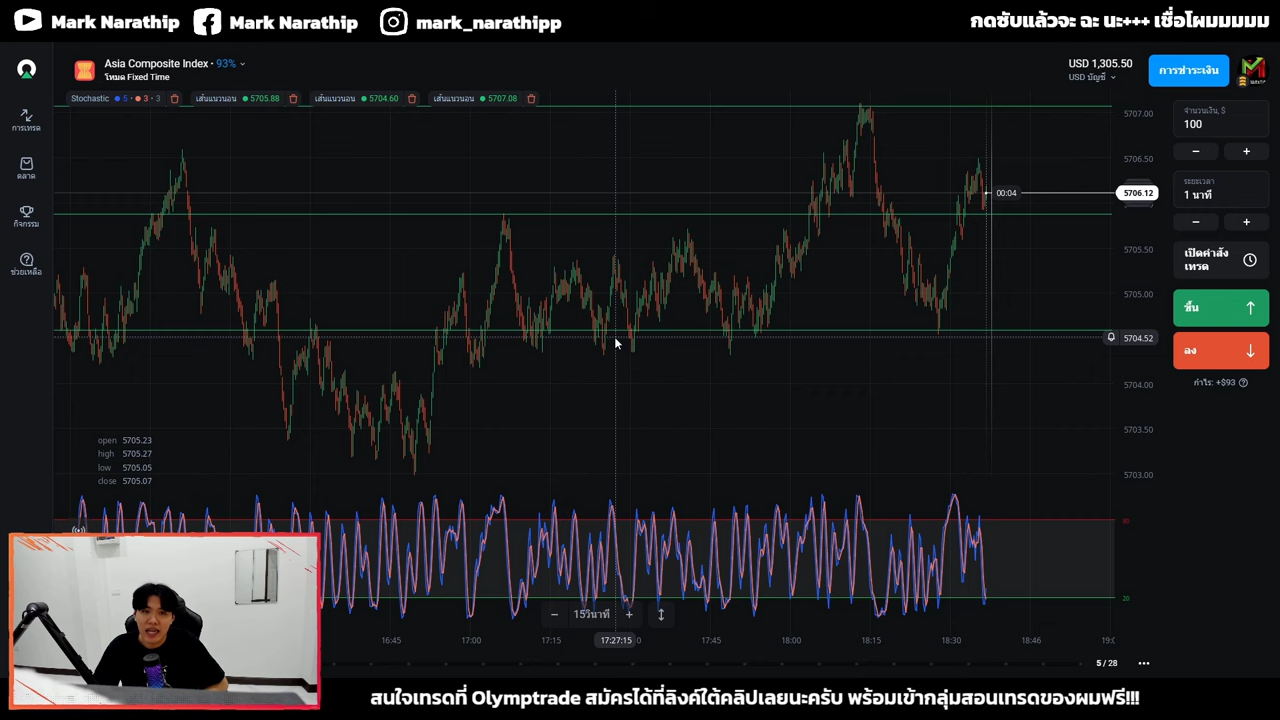 Mark Narathip Mark Narathip mark_narathipp กดซับแล้วจะ ฉะ นะ+++ เชื่อโผมมมมม
Asia Composite Index • 93%
โหมด Fixed Time
USD 1,305.50
USD บัญชี
การชำระเงิน
Stochastic 5 • 3 • 3 เส้นแนวนอน 5705.88 เส้นแนวนอน 5704.60 เส้นแนวนอน 5707.08
การเทรด
ตลาด
กิจกรรม
ช่วยเหลือ
5707.00
5706.50
00:04 5706.12
5705.50
5705.00
5704.52
5704.00
5703.50
5703.00
จำนวนเงิน, $
100
− +
ระยะเวลา
1 นาที
− +
เปิดคำสั่ง
เทรด
ขึ้น
ลง
กำไร: +$93
open 5705.23
high 5705.27
low 5705.05
close 5705.07
80
20
− 15วินาที +
16:45 17:00 17:15 17:27:15 17:45 18:00 18:15 18:30 18:46
5 / 28
สนใจเทรดที่ Olymptrade สมัครได้ที่ลิงค์ใต้คลิปเลยนะครับ พร้อมเข้ากลุ่มสอนเทรดของผมฟรี!!!